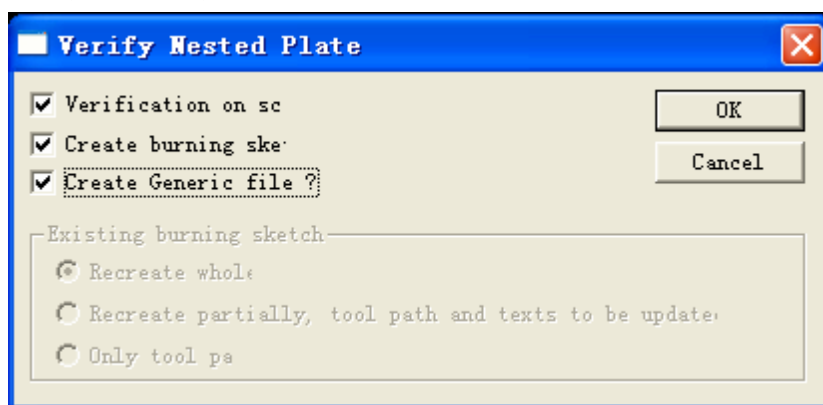 Verify Nested Plate
Verification on sc
OK
Create burning ske
Cancel
Create Generic file ?
Existing burning sketch
Recreate whole
Recreate partially, tool path and texts to be update
Only tool pa